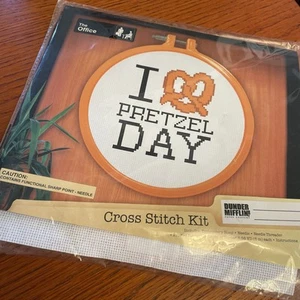 The
Office
I
PRETZEL
DAY
CAUTION:
CONTAINS FUNCTIONAL SHARP POINT - NEEDLE
Cross Stitch Kit
DUNDER
MIFFLIN